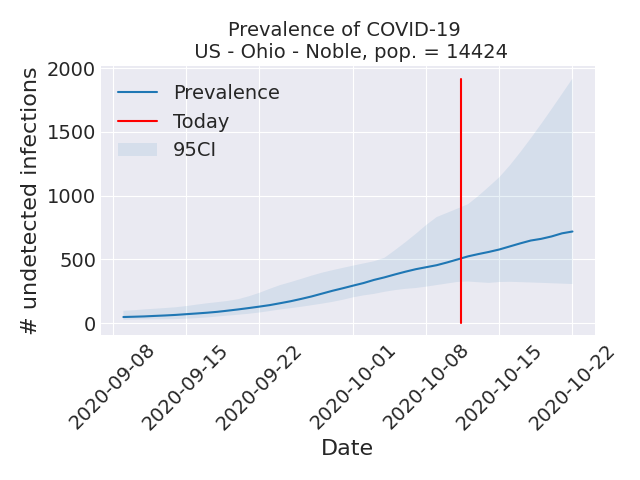 Prevalence of COVID-19
US - Ohio - Noble, pop. = 14424
# undetected infections
2000
1500
1000
500
0
Prevalence
Today
95CI
2020-09-08
2020-09-15
2020-09-22
2020-10-01
2020-10-08
2020-10-15
2020-10-22
Date